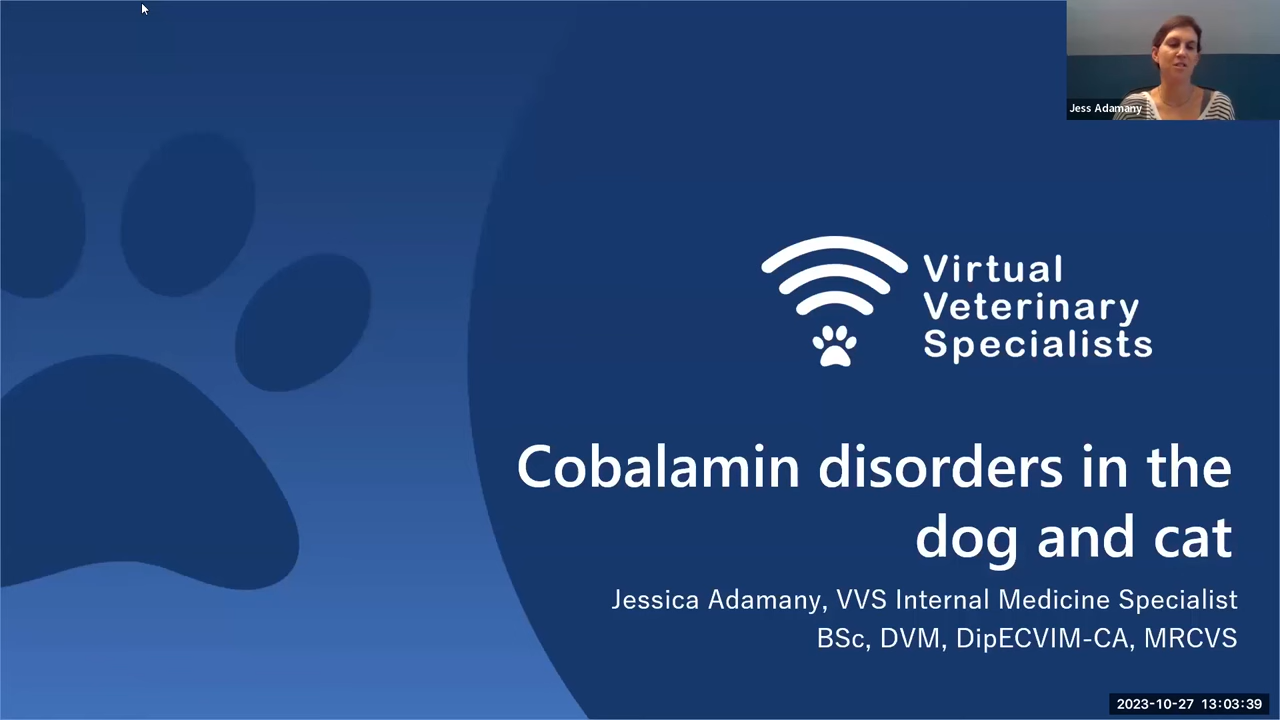 Jess Adamany
Virtual
Veterinary
Specialists
Cobalamin disorders in the
dog and cat
Jessica Adamany, VVS Internal Medicine Specialist
BSc, DVM, DipECVIM-CA, MRCVS
2023-10-27 13:03:39